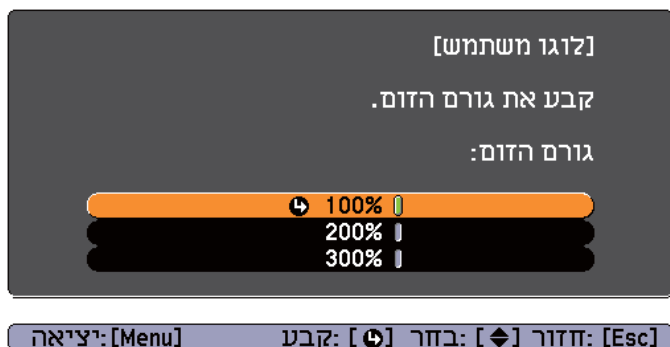 [לוגו משתמש]
קבע את גורם הזום.
גורם הזום:
100%
200%
300%
[Esc] :חזור [◆] :בחר [↵] :קבע [Menu]:יציאה